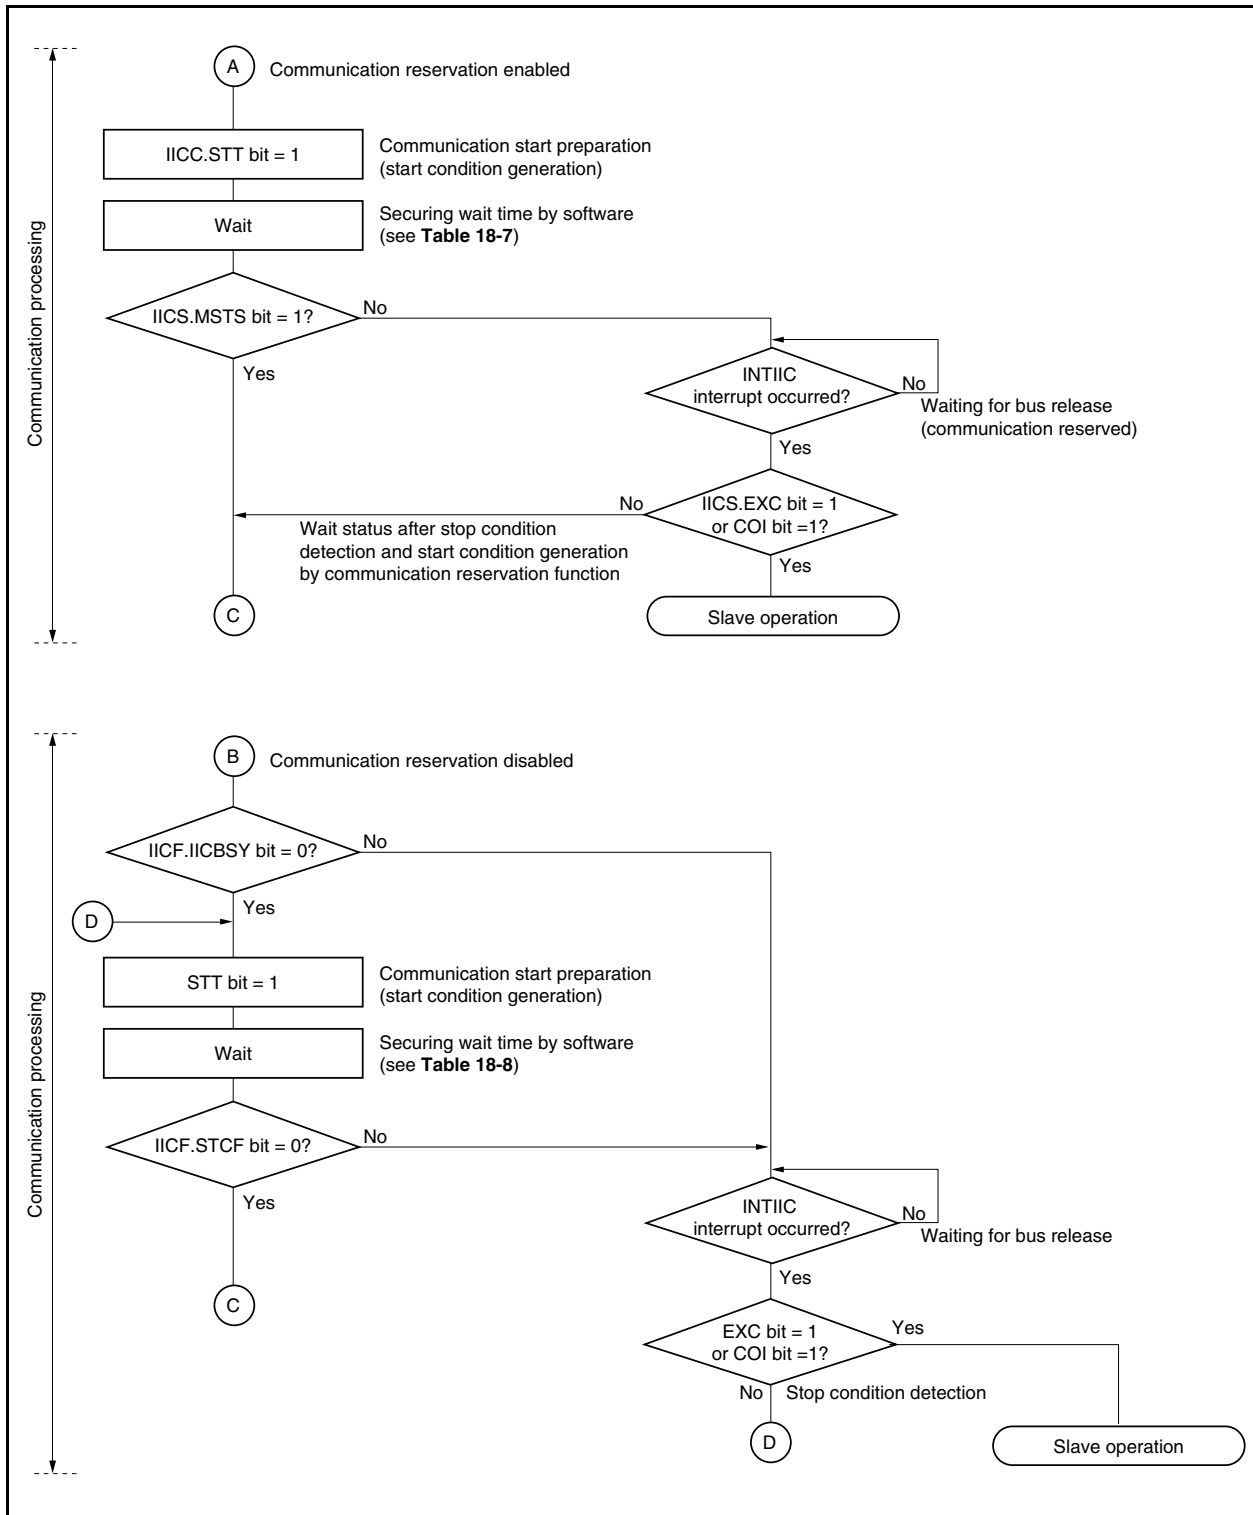 A
Communication reservation enabled
IICC.STT bit = 1
Communication start preparation
(start condition generation)
Wait
Securing wait time by software
(see Table 18-7)
Communication processing
IICS.MSTS bit = 1?
No
Yes
INTIIC
interrupt occurred?
No
Waiting for bus release
(communication reserved)
Yes
IICS.EXC bit = 1
or COI bit =1?
No
Wait status after stop condition
detection and start condition generation
by communication reservation function
Yes
C
Slave operation
B
Communication reservation disabled
IICF.IICBSY bit = 0?
No
Yes
D
STT bit = 1
Communication start preparation
(start condition generation)
Wait
Securing wait time by software
(see Table 18-8)
Communication processing
IICF.STCF bit = 0?
No
Yes
INTIIC
interrupt occurred?
No
Waiting for bus release
Yes
C
EXC bit = 1
or COI bit =1?
Yes
No
Stop condition detection
D
Slave operation